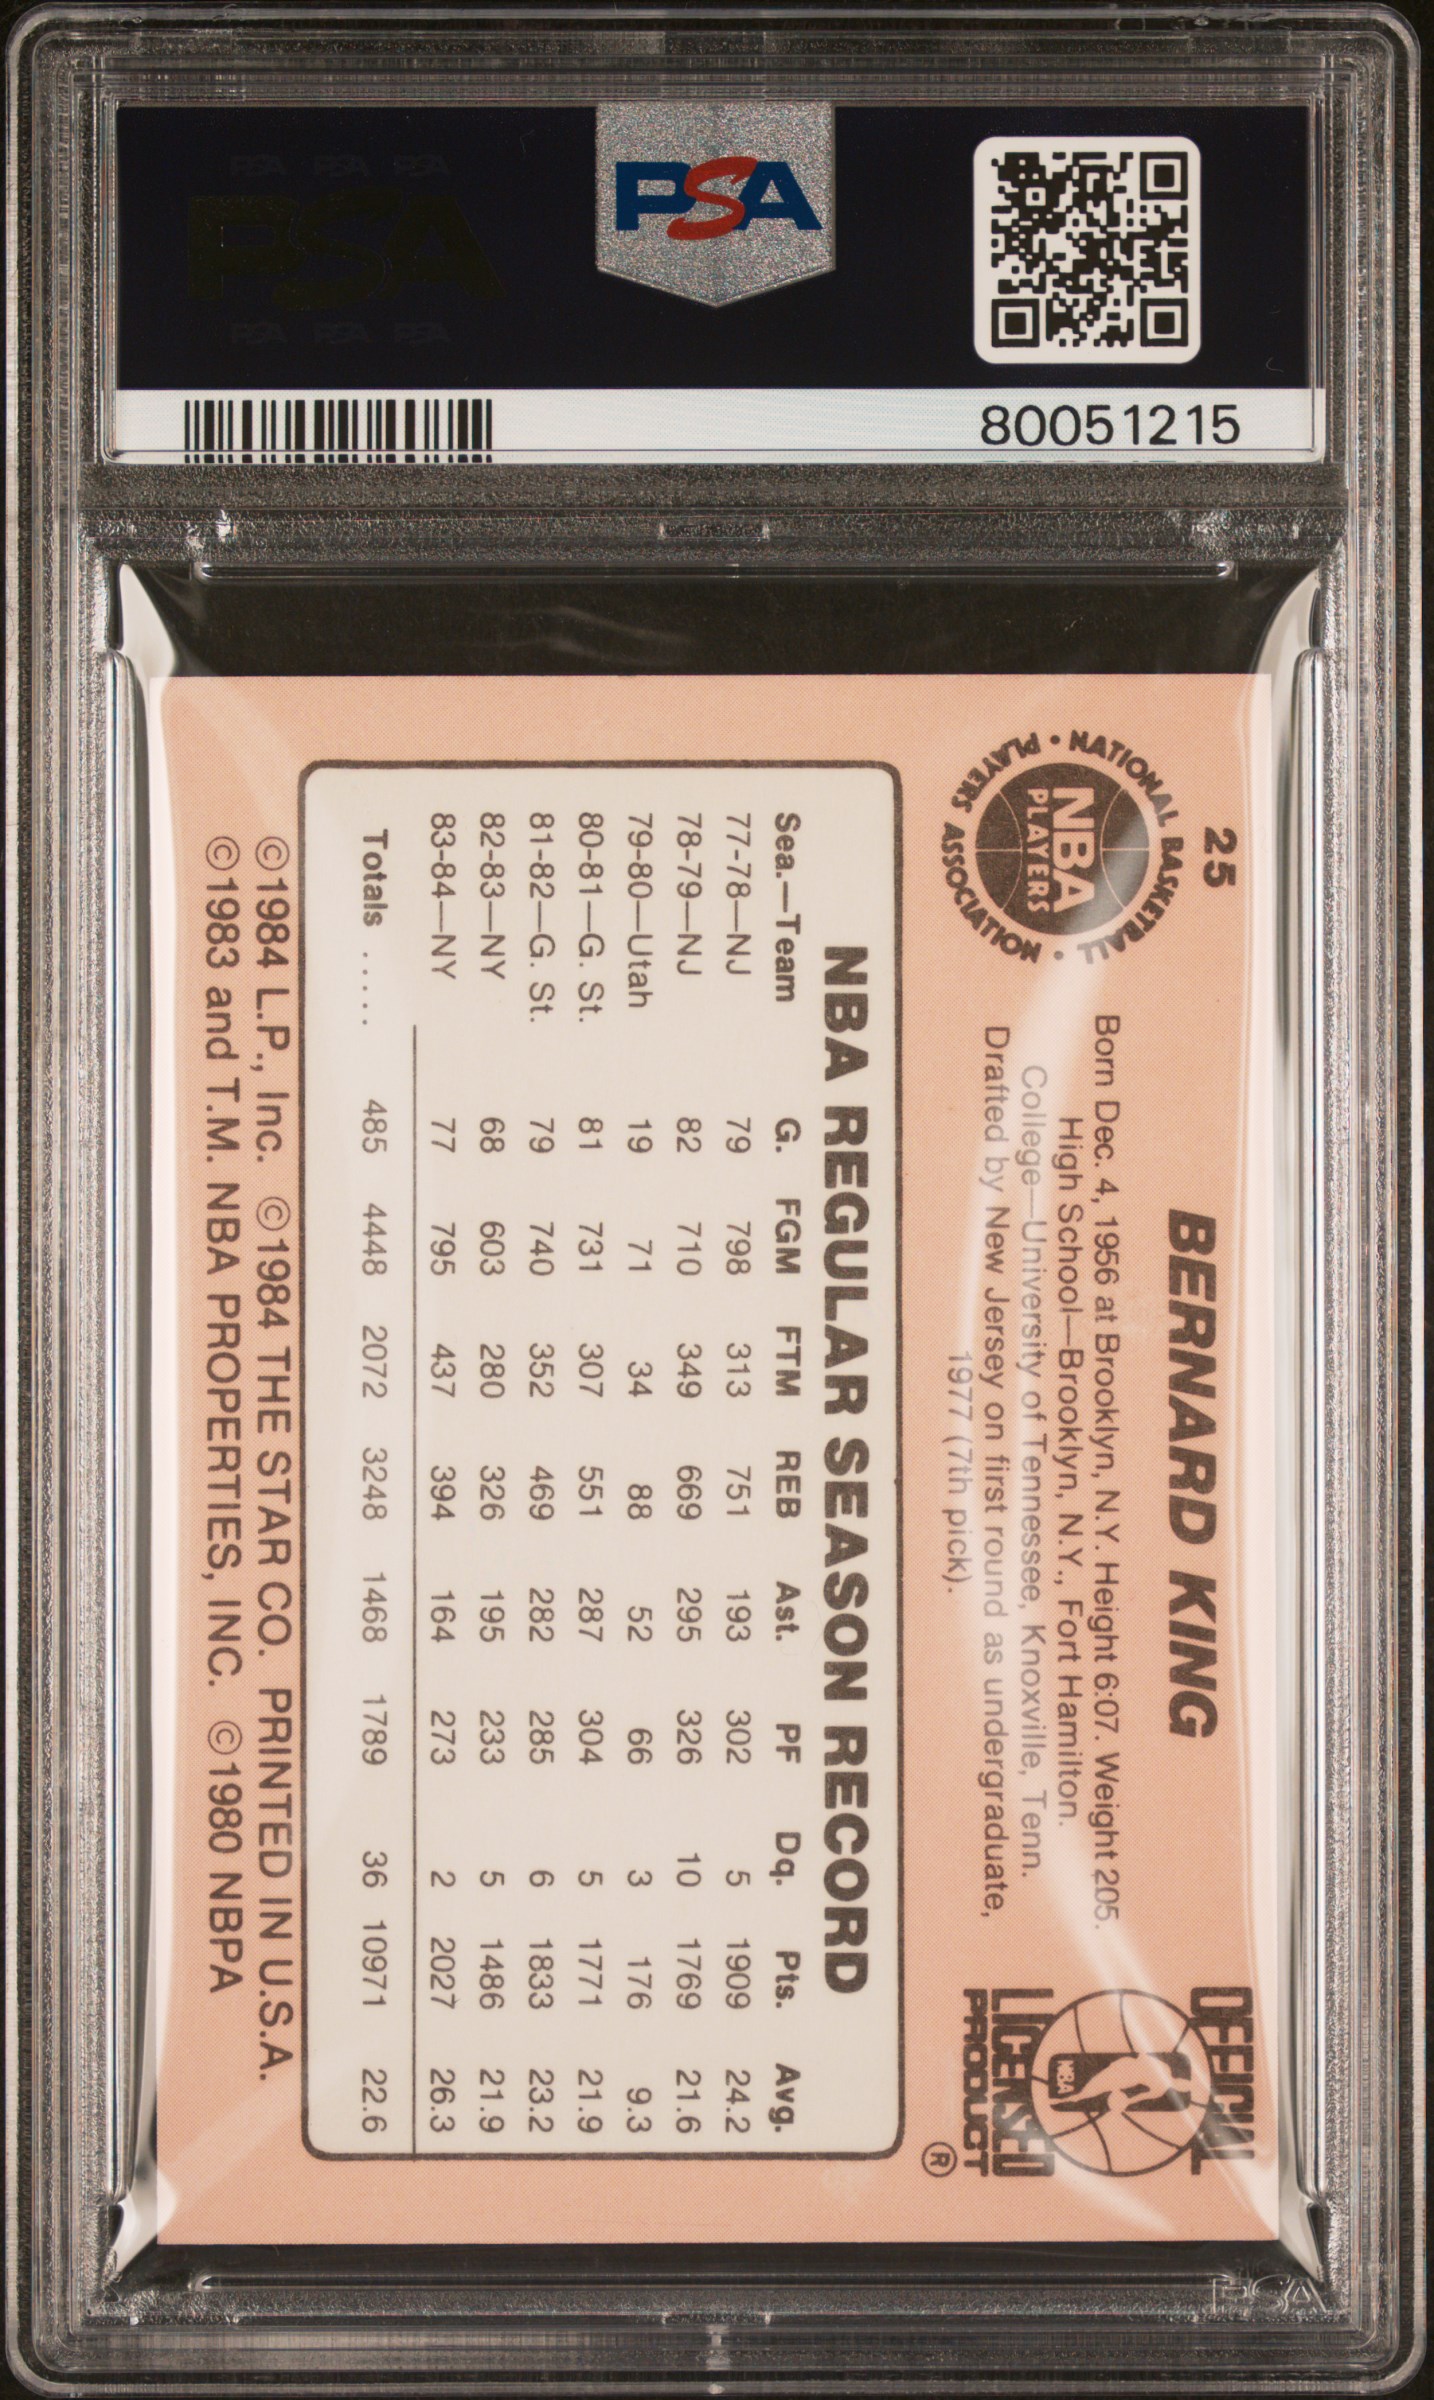 PSA
80051215
25
BERNARD KING
NATIONAL BASKETBALL • PLAYERS ASSOCIATION •
NBA
PLAYERS
Born Dec. 4, 1956 at Brooklyn, N.Y. Height 6:07. Weight 205.
High School—Brooklyn, N.Y., Fort Hamilton.
College—University of Tennessee, Knoxville, Tenn.
Drafted by New Jersey on first round as undergraduate,
1977 (7th pick).
OFFICIAL
NBA
LICENSED
PRODUCT
®
NBA REGULAR SEASON RECORD
Sea.—Team G. FGM FTM REB Ast. PF Dq. Pts. Avg.
77-78—NJ 79 798 313 751 193 302 5 1909 24.2
78-79—NJ 82 710 349 669 295 326 10 1769 21.6
79-80—Utah 19 71 34 88 52 66 3 176 9.3
80-81—G. St. 81 731 307 551 287 304 5 1771 21.9
81-82—G. St. 79 740 352 469 282 285 6 1833 23.2
82-83—NY 68 603 280 326 195 233 5 1486 21.9
83-84—NY 77 795 437 394 164 273 2 2027 26.3
Totals ..... 485 4448 2072 3248 1468 1789 36 10971 22.6
©1984 L.P., Inc. ©1984 THE STAR CO. PRINTED IN U.S.A.
©1983 and T.M. NBA PROPERTIES, INC. ©1980 NBPA
PSA